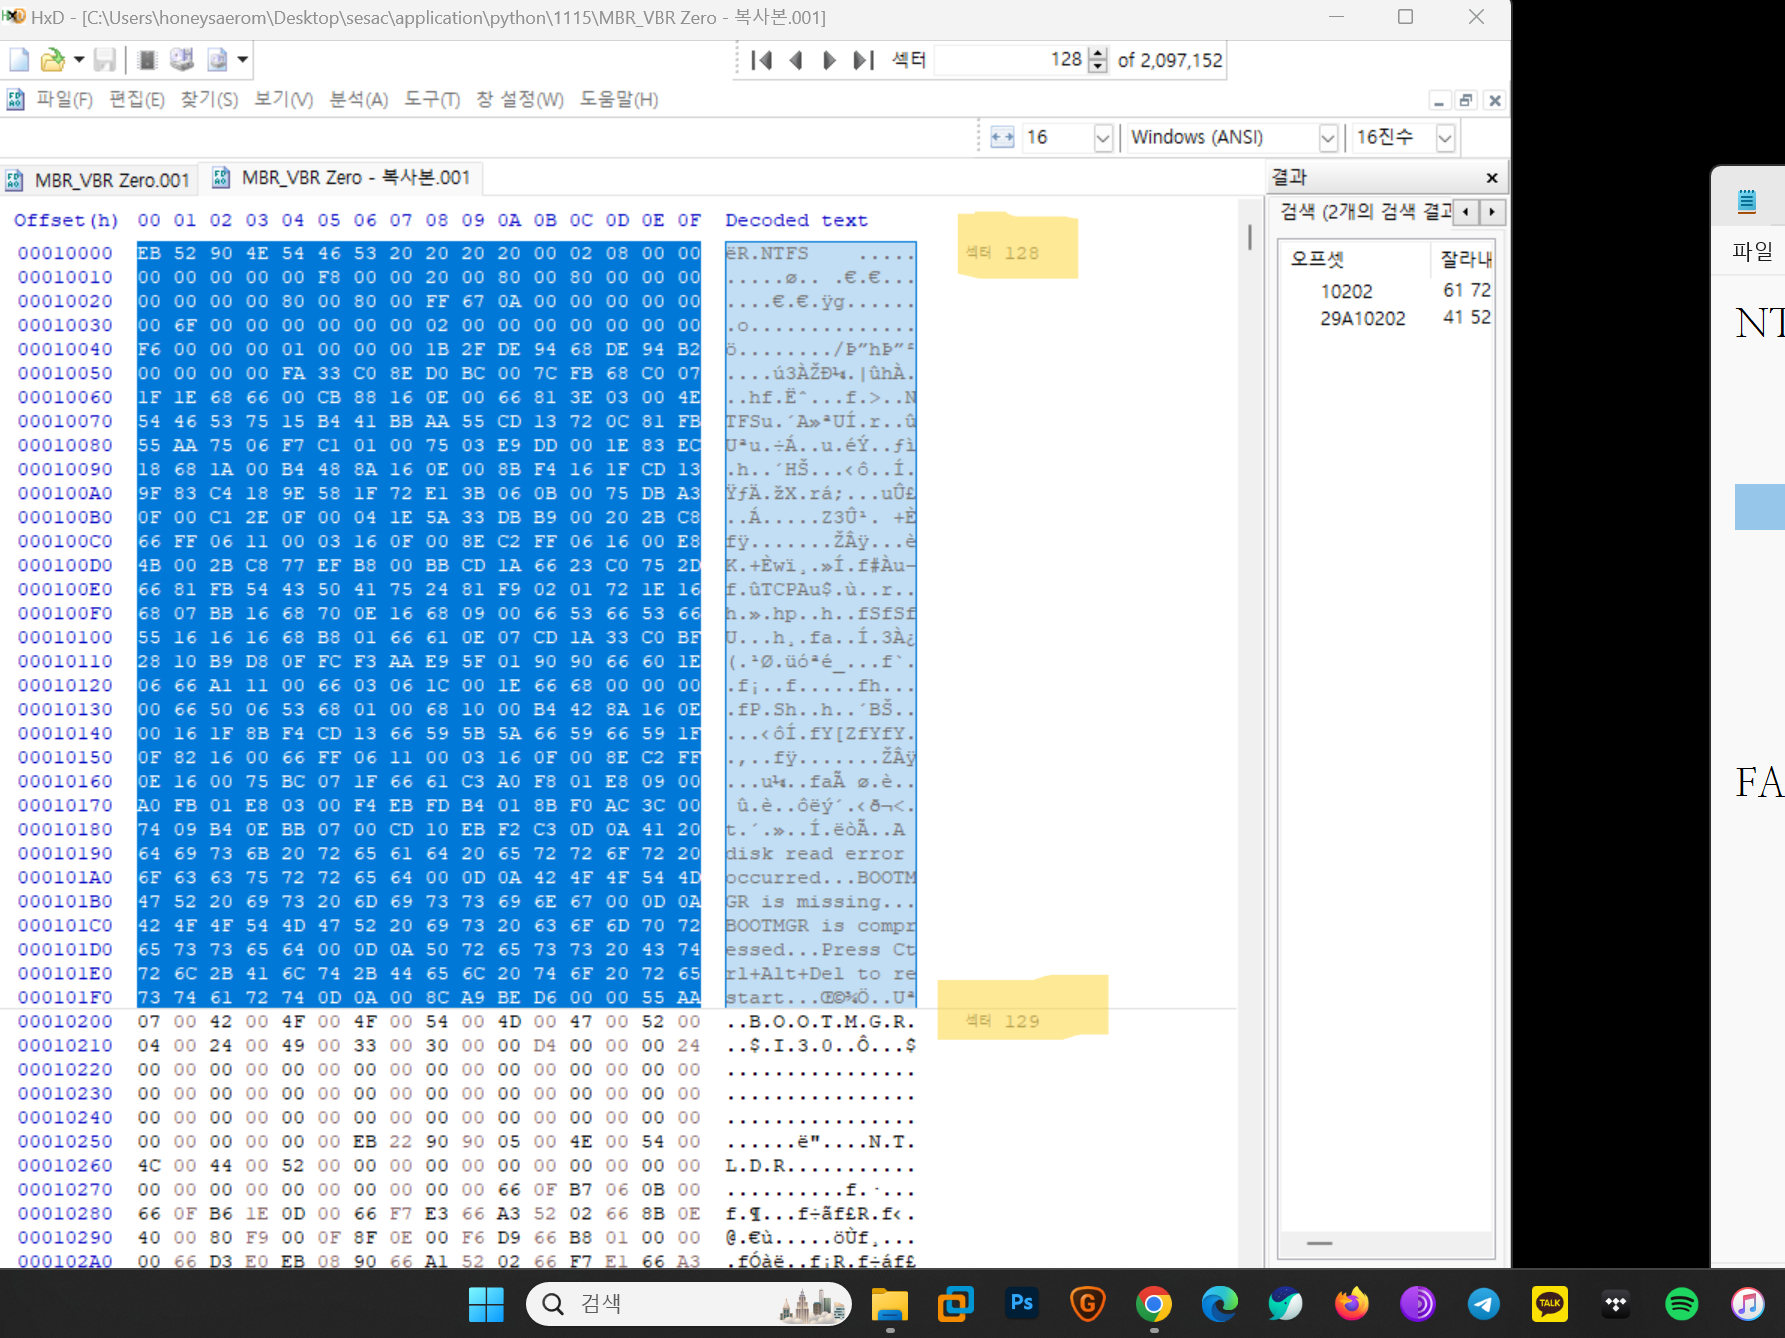 HxD - [C:\Users\honeysaerom\Desktop\sesac\application\python\1115\MBR_VBR Zero - 복사본.001]
섹터 128 of 2,097,152
파일(F) 편집(E) 찾기(S) 보기(V) 분석(A) 도구(T) 창 설정(W) 도움말(H)
16 Windows (ANSI) 16진수
MBR_VBR Zero.001 MBR_VBR Zero - 복사본.001
Offset(h) 00 01 02 03 04 05 06 07 08 09 0A 0B 0C 0D 0E 0F Decoded text
00010000 EB 52 90 4E 54 46 53 20 20 20 20 00 02 08 00 00 ëR.NTFS    ..... 섹터 128
00010010 00 00 00 00 00 F8 00 00 20 00 80 00 80 00 00 00 .....ø.. .€.€...
00010020 00 00 00 00 80 00 80 00 FF 67 0A 00 00 00 00 00 ....€.€.ÿg......
00010030 00 6F 00 00 00 00 00 00 02 00 00 00 00 00 00 00 .o..............
00010040 F6 00 00 00 01 00 00 00 1B 2F DE 94 68 DE 94 B2 ö......../Þ”hÞ”²
00010050 00 00 00 00 FA 33 C0 8E D0 BC 00 7C FB 68 C0 07 ....ú3ÀŽÐ¼.|ûhÀ.
00010060 1F 1E 68 66 00 CB 88 16 0E 00 66 81 3E 03 00 4E ..hf.Ëˆ...f.>..N
00010070 54 46 53 75 15 B4 41 BB AA 55 CD 13 72 0C 81 FB TFSu.´A»ªUÍ.r..û
00010080 55 AA 75 06 F7 C1 01 00 75 03 E9 DD 00 1E 83 EC Uªu.÷Á..u.éÝ..ƒì
00010090 18 68 1A 00 B4 48 8A 16 0E 00 8B F4 16 1F CD 13 .h..´HŠ...‹ô..Í.
000100A0 9F 83 C4 18 9E 58 1F 72 E1 3B 06 0B 00 75 DB A3 ŸƒÄ.žX.rá;...uÛ£
000100B0 0F 00 C1 2E 0F 00 04 1E 5A 33 DB B9 00 20 2B C8 ..Á.....Z3Û¹. +È
000100C0 66 FF 06 11 00 03 16 0F 00 8E C2 FF 06 16 00 E8 fÿ.......ŽÂÿ...è
000100D0 4B 00 2B C8 77 EF B8 00 BB CD 1A 66 23 C0 75 2D K.+Èwï¸.»Í.f#Àu-
000100E0 66 81 FB 54 43 50 41 75 24 81 F9 02 01 72 1E 16 f.ûTCPAu$.ù..r..
000100F0 68 07 BB 16 68 70 0E 16 68 09 00 66 53 66 53 66 h.».hp..h..fSfSf
00010100 55 16 16 16 68 B8 01 66 61 0E 07 CD 1A 33 C0 BF U...h¸.fa..Í.3À¿
00010110 28 10 B9 D8 0F FC F3 AA E9 5F 01 90 90 66 60 1E (.¹Ø.üóªé_...f`.
00010120 06 66 A1 11 00 66 03 06 1C 00 1E 66 68 00 00 00 .f¡..f.....fh...
00010130 00 66 50 06 53 68 01 00 68 10 00 B4 42 8A 16 0E .fP.Sh..h..´BŠ..
00010140 00 16 1F 8B F4 CD 13 66 59 5B 5A 66 59 66 59 1F ...‹ôÍ.fY[ZfYfY.
00010150 0F 82 16 00 66 FF 06 11 00 03 16 0F 00 8E C2 FF .‚..fÿ.......ŽÂÿ
00010160 0E 16 00 75 BC 07 1F 66 61 C3 A0 F8 01 E8 09 00 ...u¼..faÃ ø.è..
00010170 A0 FB 01 E8 03 00 F4 EB FD B4 01 8B F0 AC 3C 00  û.è..ôëý´.‹ð¬<.
00010180 74 09 B4 0E BB 07 00 CD 10 EB F2 C3 0D 0A 41 20 t.´.»..Í.ëòÃ..A
00010190 64 69 73 6B 20 72 65 61 64 20 65 72 72 6F 72 20 disk read error
000101A0 6F 63 63 75 72 72 65 64 00 0D 0A 42 4F 4F 54 4D occurred...BOOTM
000101B0 47 52 20 69 73 20 6D 69 73 73 69 6E 67 00 0D 0A GR is missing...
000101C0 42 4F 4F 54 4D 47 52 20 69 73 20 63 6F 6D 70 72 BOOTMGR is compr
000101D0 65 73 73 65 64 00 0D 0A 50 72 65 73 73 20 43 74 essed...Press Ct
000101E0 72 6C 2B 41 6C 74 2B 44 65 6C 20 74 6F 20 72 65 rl+Alt+Del to re
000101F0 73 74 61 72 74 0D 0A 00 8C A9 BE D6 00 00 55 AA start...Œ©¾Ö..Uª
00010200 07 00 42 00 4F 00 4F 00 54 00 4D 00 47 00 52 00 ..B.O.O.T.M.G.R. 섹터 129
00010210 04 00 24 00 49 00 33 00 30 00 00 D4 00 00 00 24 ..$.I.3.0..Ô...$
00010220 00 00 00 00 00 00 00 00 00 00 00 00 00 00 00 00 ................
00010230 00 00 00 00 00 00 00 00 00 00 00 00 00 00 00 00 ................
00010240 00 00 00 00 00 00 00 00 00 00 00 00 00 00 00 00 ................
00010250 00 00 00 00 00 00 EB 22 90 90 05 00 4E 00 54 00 ......ë"....N.T.
00010260 4C 00 44 00 52 00 00 00 00 00 00 00 00 00 00 00 L.D.R...........
00010270 00 00 00 00 00 00 00 00 00 00 66 0F B7 06 0B 00 ..........f.·...
00010280 66 0F B6 1E 0D 00 66 F7 E3 66 A3 52 02 66 8B 0E f.¶...f÷ãf£R.f‹.
00010290 40 00 80 F9 00 0F 8F 0E 00 F6 D9 66 B8 01 00 00 @.€ù.....öÙf¸...
000102A0 00 66 D3 E0 EB 08 90 66 A1 52 02 66 F7 E1 66 A3 .fÓàë..f¡R.f÷áf£
결과
검색 (2개의 검색 결고
오프셋 잘라내
10202 61 72
29A10202 41 52
파일
NT
FA
검색
Ps
TALK